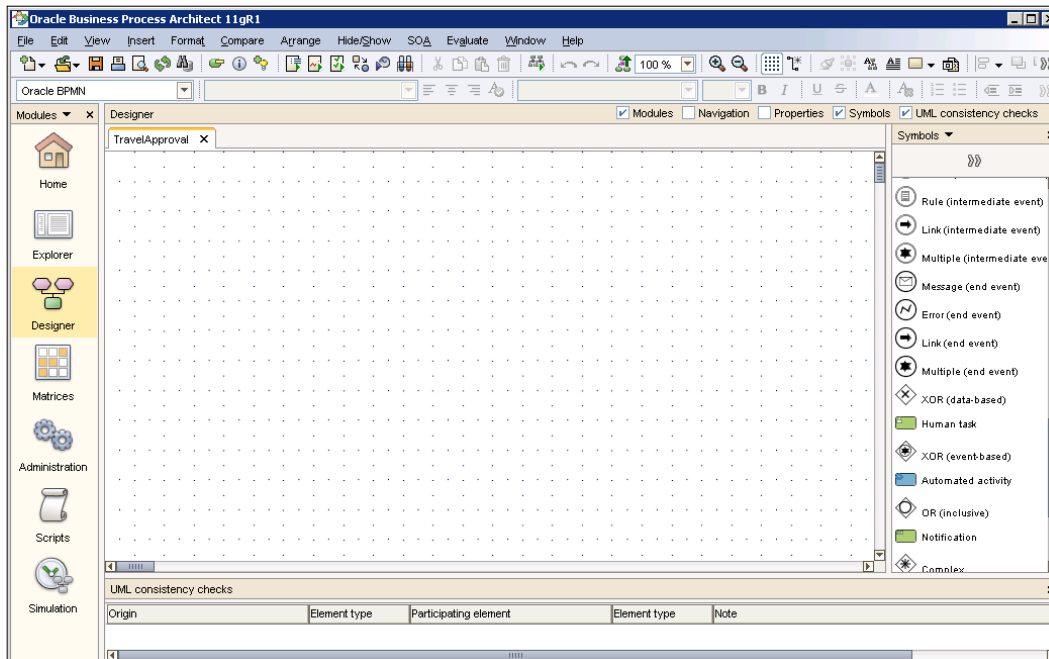 Oracle Business Process Architect 11gR1
File Edit View Insert Format Compare Arrange Hide/Show SOA Evaluate Window Help
100 %
Oracle BPMN B I U S A
Modules Designer Modules Navigation Properties Symbols UML consistency checks
TravelApproval Symbols
Home
Explorer
Designer
Matrices
Administration
Scripts
Simulation
Rule (intermediate event)
Link (intermediate event)
Multiple (intermediate eve
Message (end event)
Error (end event)
Link (end event)
Multiple (end event)
XOR (data-based)
Human task
XOR (event-based)
Automated activity
OR (inclusive)
Notification
Complex
UML consistency checks
Origin Element type Participating element Element type Note